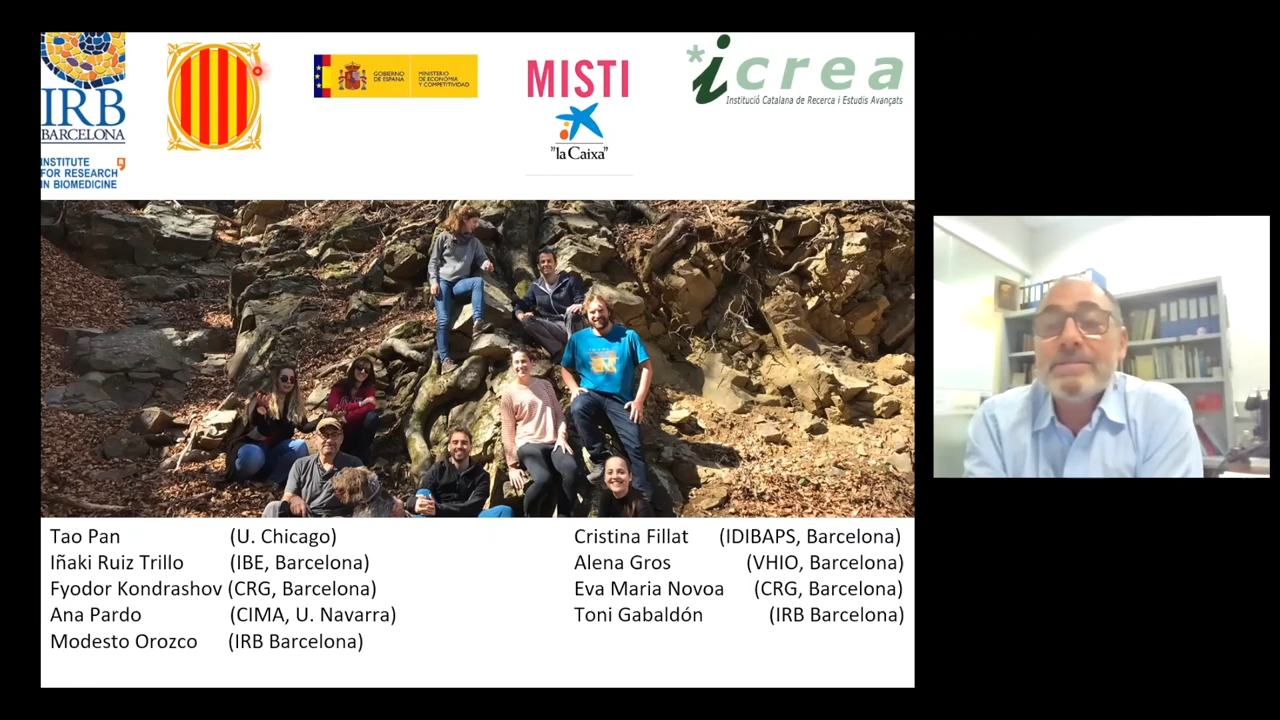 IRB
BARCELONA
INSTITUTE
FOR RESEARCH
IN BIOMEDICINE
GOBIERNO
DE ESPAÑA
MINISTERIO
DE ECONOMÍA
Y COMPETITIVIDAD
MISTI
"la Caixa"
*icrea
Institució Catalana de Recerca i Estudis Avançats
Tao Pan (U. Chicago)
Iñaki Ruiz Trillo (IBE, Barcelona)
Fyodor Kondrashov (CRG, Barcelona)
Ana Pardo (CIMA, U. Navarra)
Modesto Orozco (IRB Barcelona)
Cristina Fillat (IDIBAPS, Barcelona)
Alena Gros (VHIO, Barcelona)
Eva Maria Novoa (CRG, Barcelona)
Toni Gabaldón (IRB Barcelona)